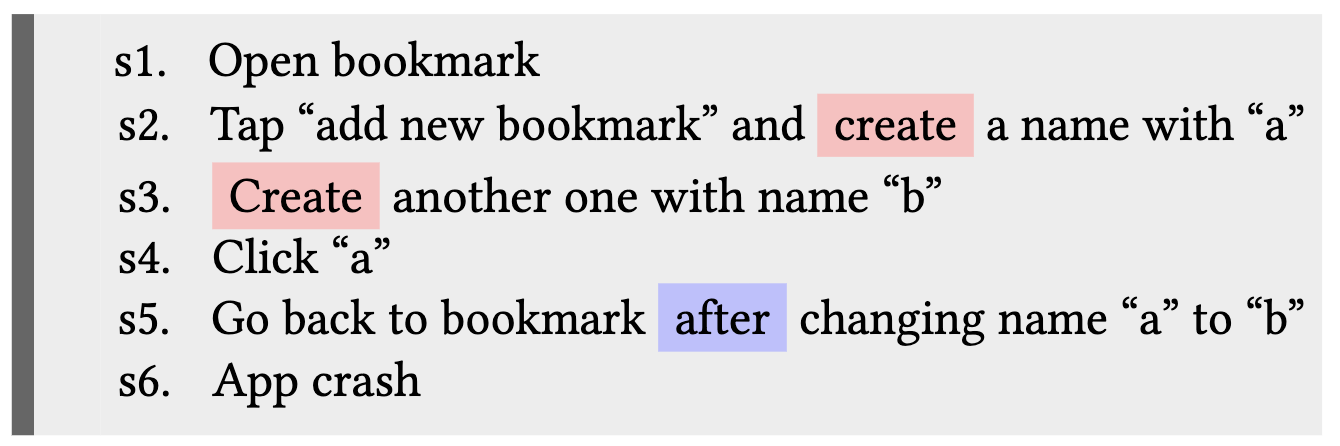 s1. Open bookmark
s2. Tap “add new bookmark” and create a name with “a”
s3. Create another one with name “b”
s4. Click “a”
s5. Go back to bookmark after changing name “a” to “b”
s6. App crash